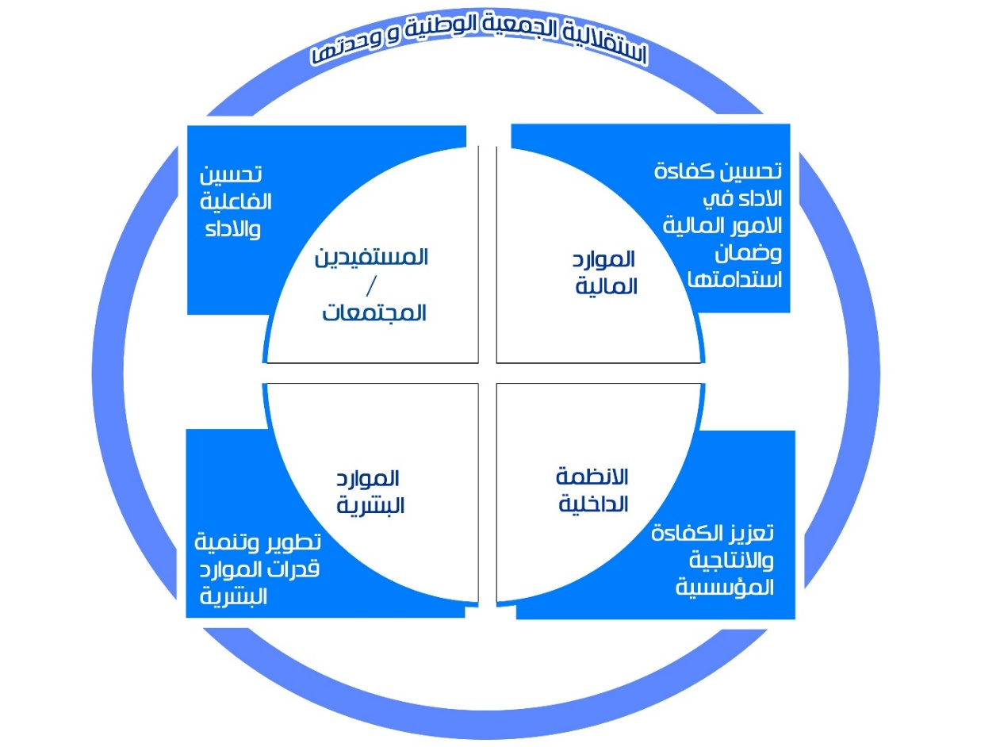 استقلالية الجمعية الوطنية و وحدتها
تحسين كفاءة
الاداء في
الامور المالية
وضمان
استدامتها
الموارد
المالية
تحسين
الفاعلية
والاداء
المستفيدين
/
المجتمعات
الانظمة
الداخلية
تعزيز الكفاءة
والانتاجية
المؤسسية
الموارد
البشرية
تطوير وتنمية
قدرات الموارد
البشرية